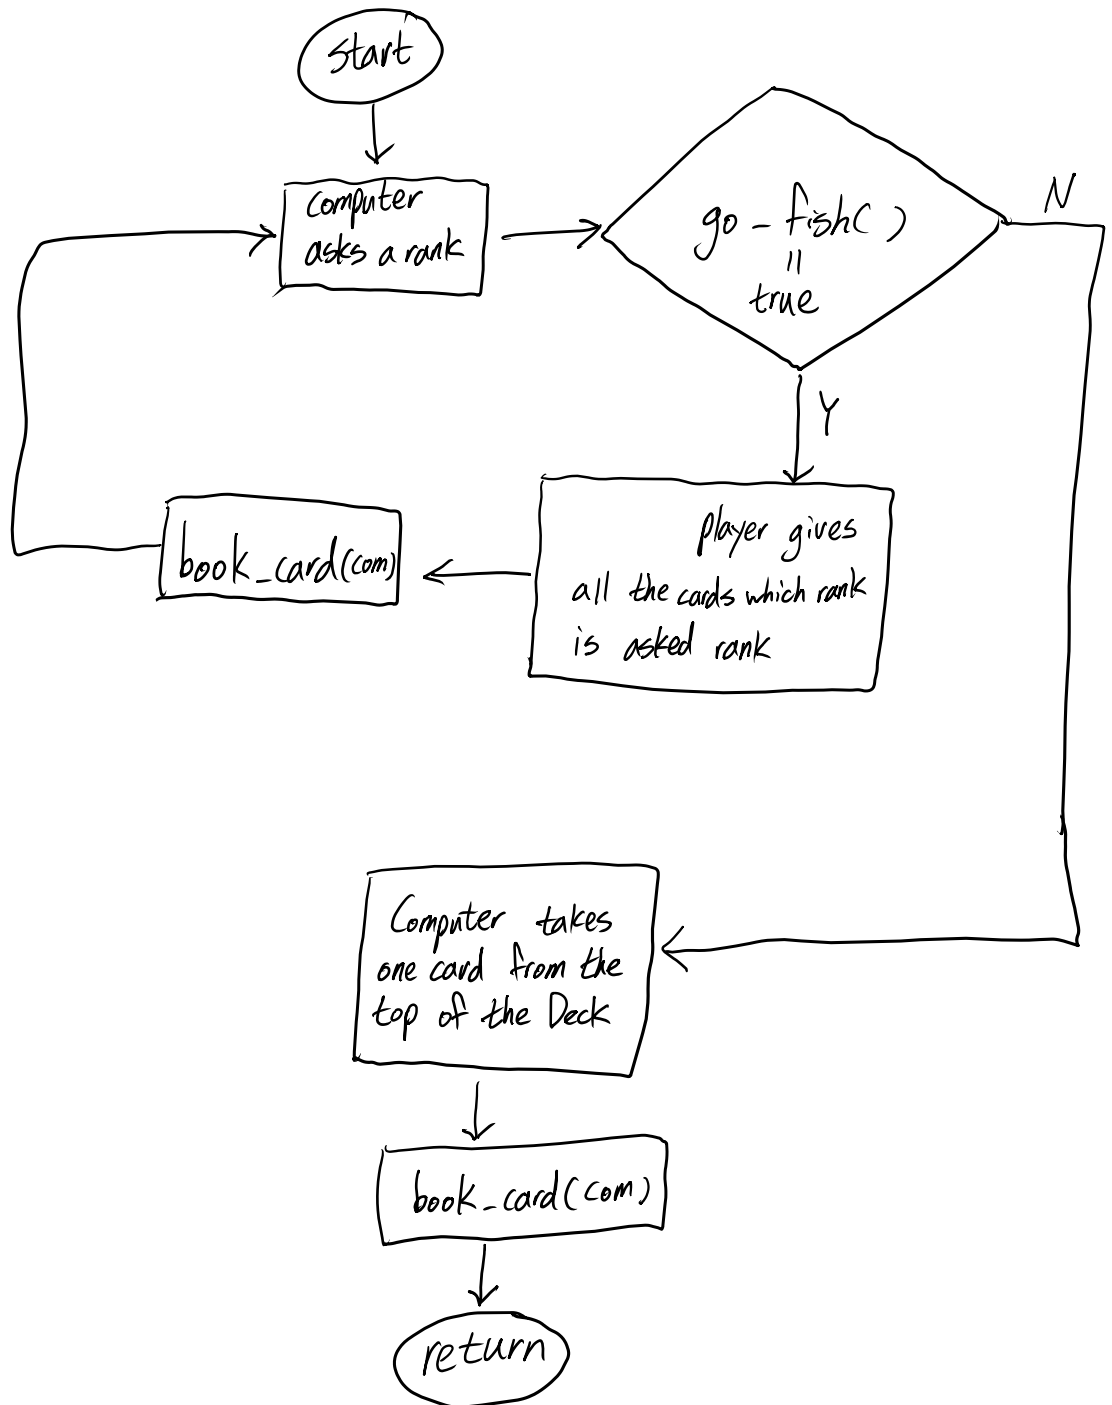 start
computer
asks a rank
go-fish()
=
true
N
Y
player gives
all the cards which rank
is asked rank
book_card(com)
Computer takes
one card from the
top of the Deck
book_card(com)
return